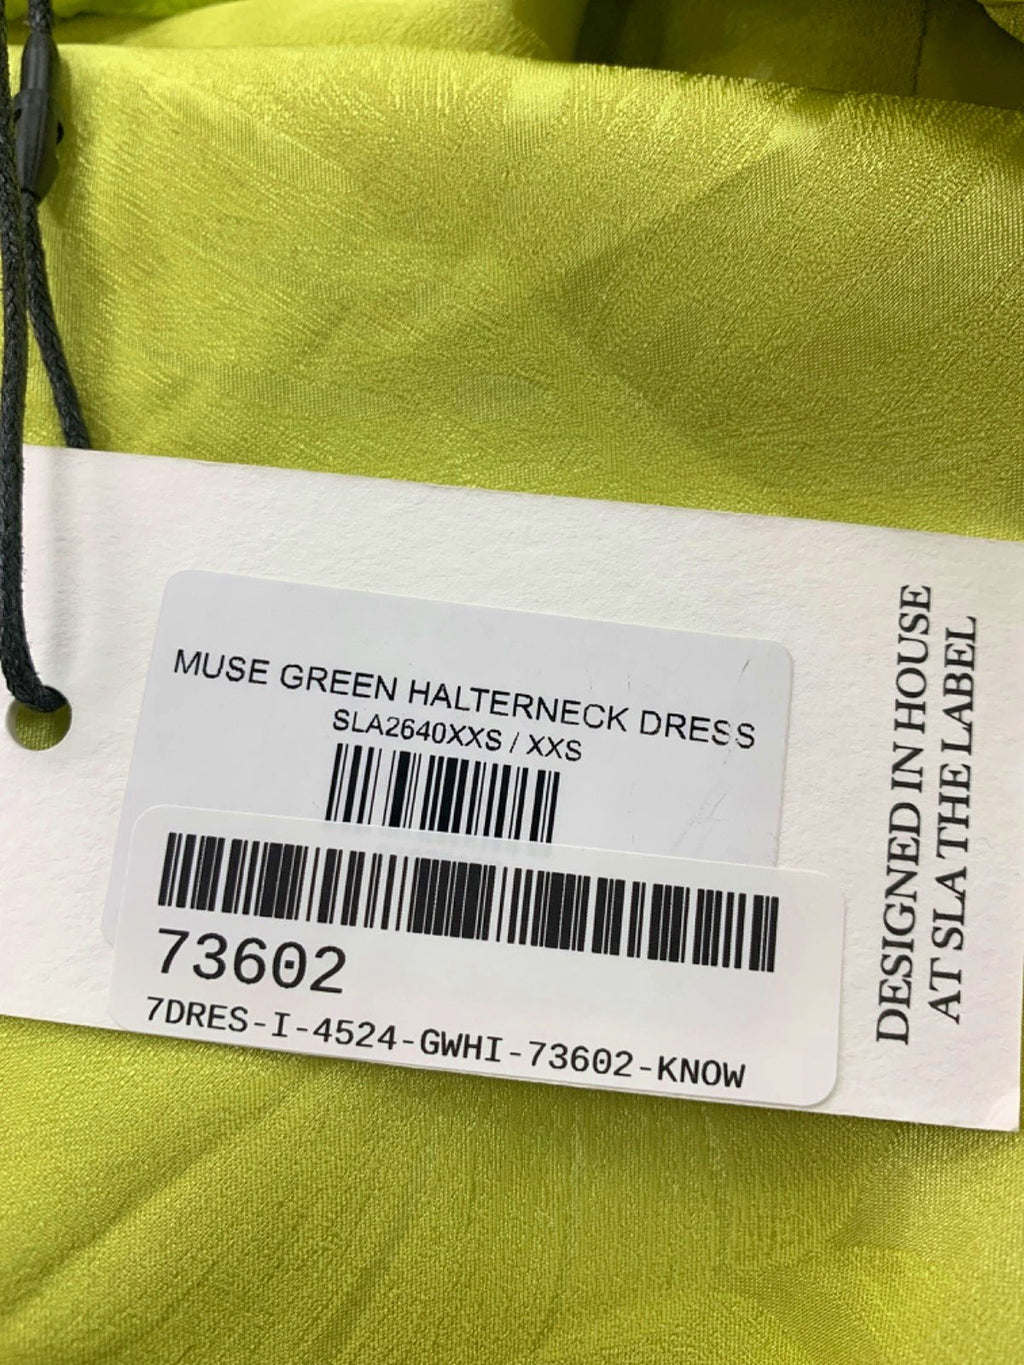 MUSE GREEN HALTERNECK DRESS
SLA2640XXS / XXS
73602
7DRES-I-4524-GWHI-73602-KNOW
DESIGNED IN HOUSE
AT SLA THE LABEL